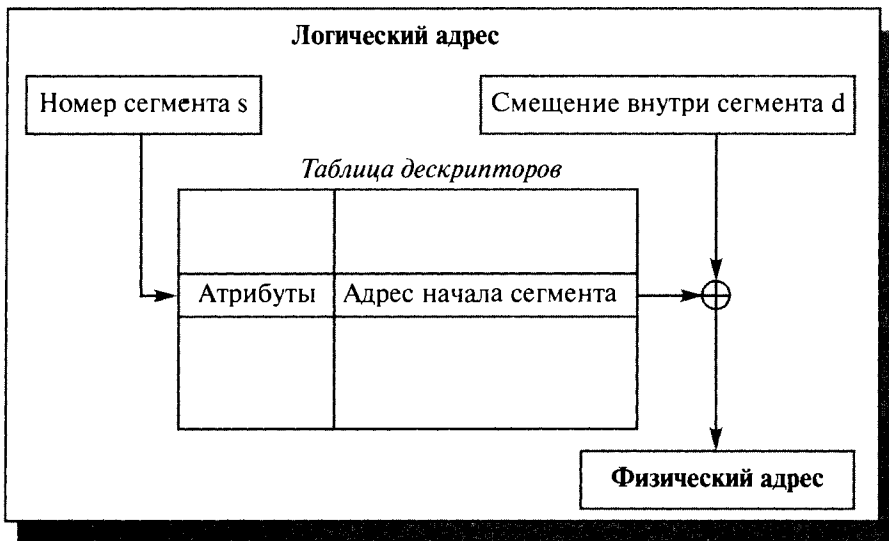 Логический адрес
Номер сегмента s
Смещение внутри сегмента d
Таблица дескрипторов
Атрибуты
Адрес начала сегмента
Физический адрес